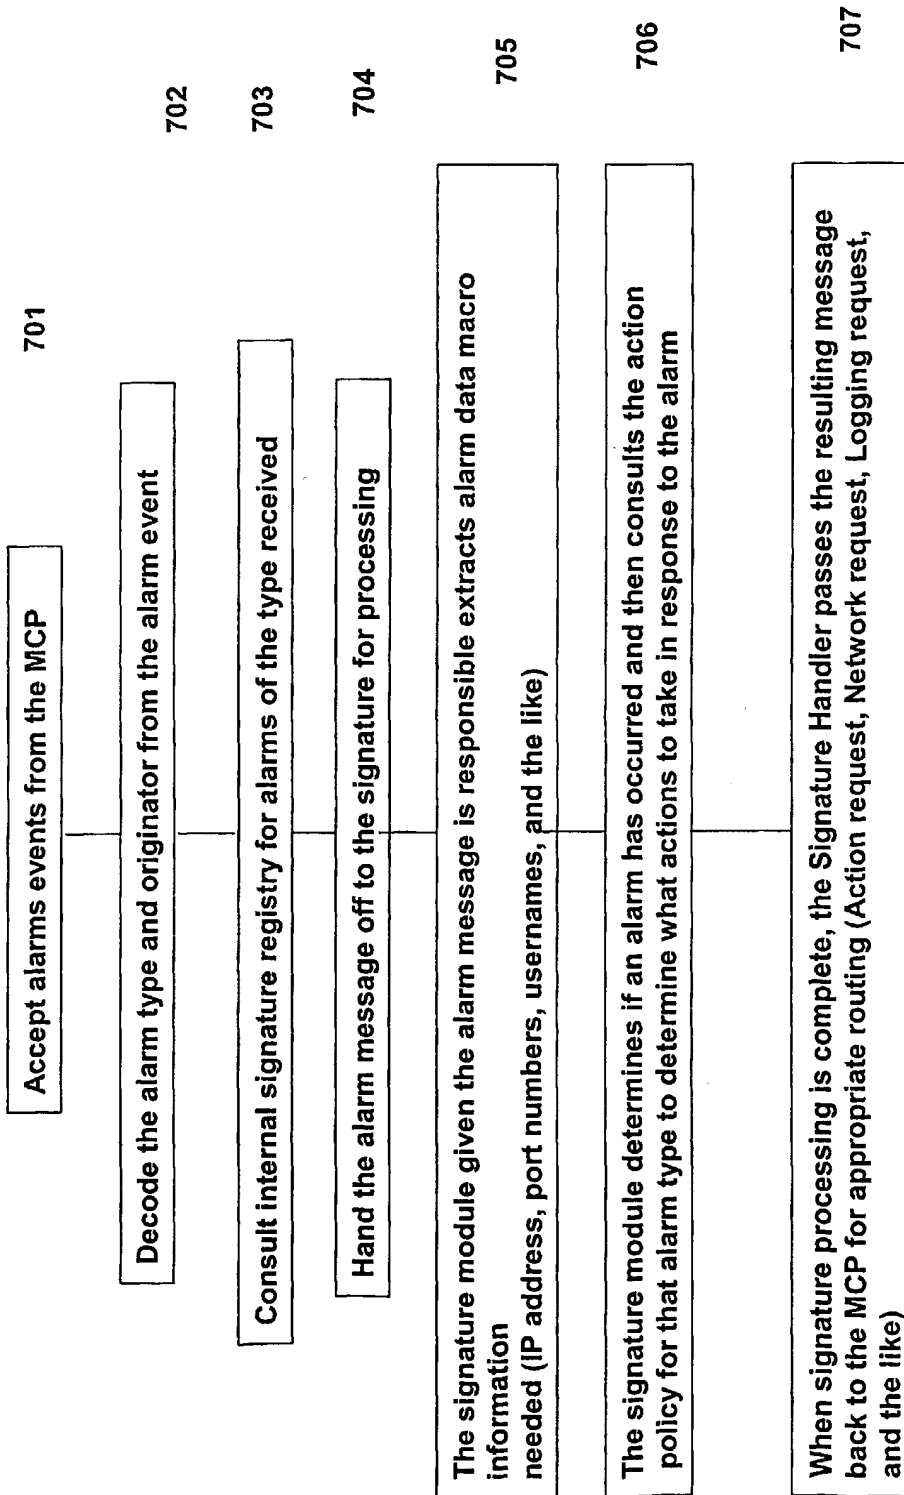 Accept alarms events from the MCP
701
Decode the alarm type and originator from the alarm event
702
Consult internal signature registry for alarms of the type received
703
Hand the alarm message off to the signature for processing
704
The signature module given the alarm message is responsible extracts alarm data macro
information
needed (IP address, port numbers, usernames, and the like)
705
The signature module determines if an alarm has occurred and then consults the action
policy for that alarm type to determine what actions to take in response to the alarm
706
When signature processing is complete, the Signature Handler passes the resulting message
back to the MCP for appropriate routing (Action request, Network request, Logging request,
and the like)
707